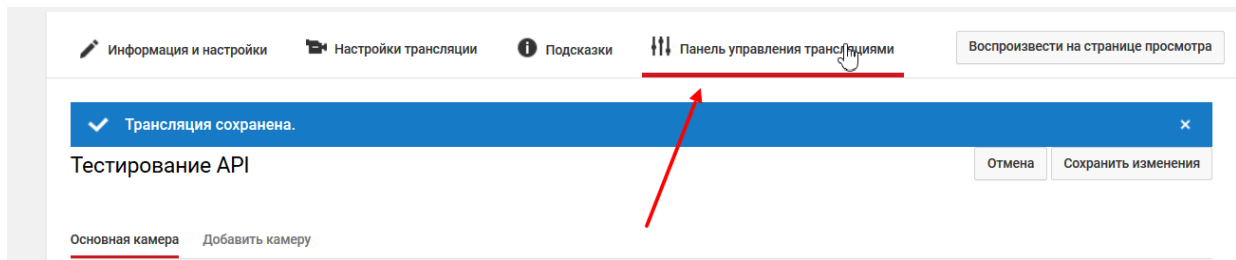 Информация и настройки Настройки трансляции Подсказки Панель управления трансляциями Воспроизвести на странице просмотра
Трансляция сохранена.
Тестирование API Отмена Сохранить изменения
Основная камера Добавить камеру